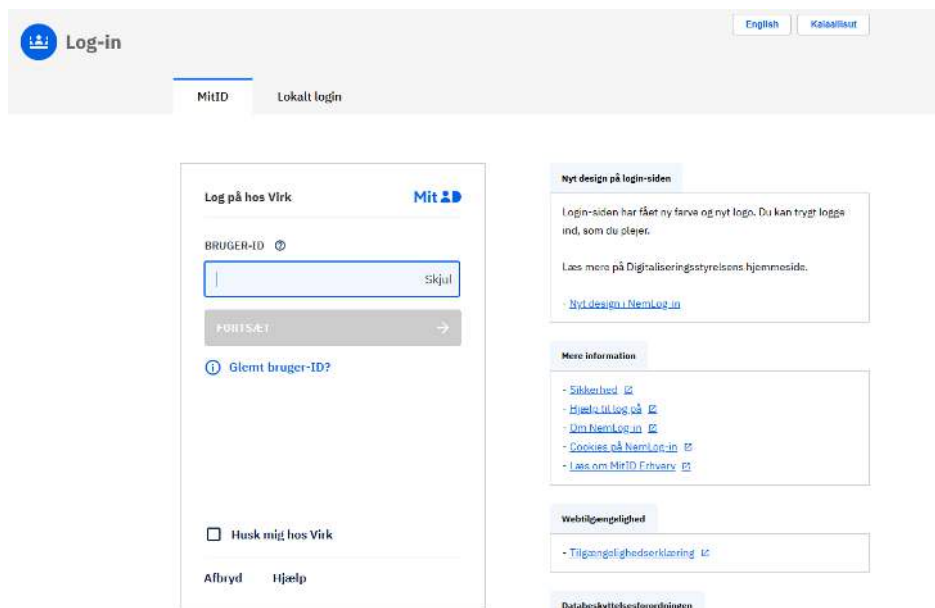 English
Kalaallisut
Log-in
MitID
Lokalt login
Log på hos Virk
Mit
BRUGER-ID
Skjul
FORTSÆT
Glemt bruger-ID?
Husk mig hos Virk
Afbryd
Hjælp
Nyt design på login-siden
Login-siden har fået ny farve og nyt logo. Du kan trygt logge
ind, som du plejer.
Læs mere på Digitaliseringsstyrelsens hjemmeside.
- Nyt design i NemLog-in
Mere information
- Sikkerhed
- Hjælp til log på
- Om NemLog-in
- Cookies på NemLog-in
- Læs om MitID Erhverv
Webtilgængelighed
- Tilgængelighedserklæring
Databeskyttelsesforordningen